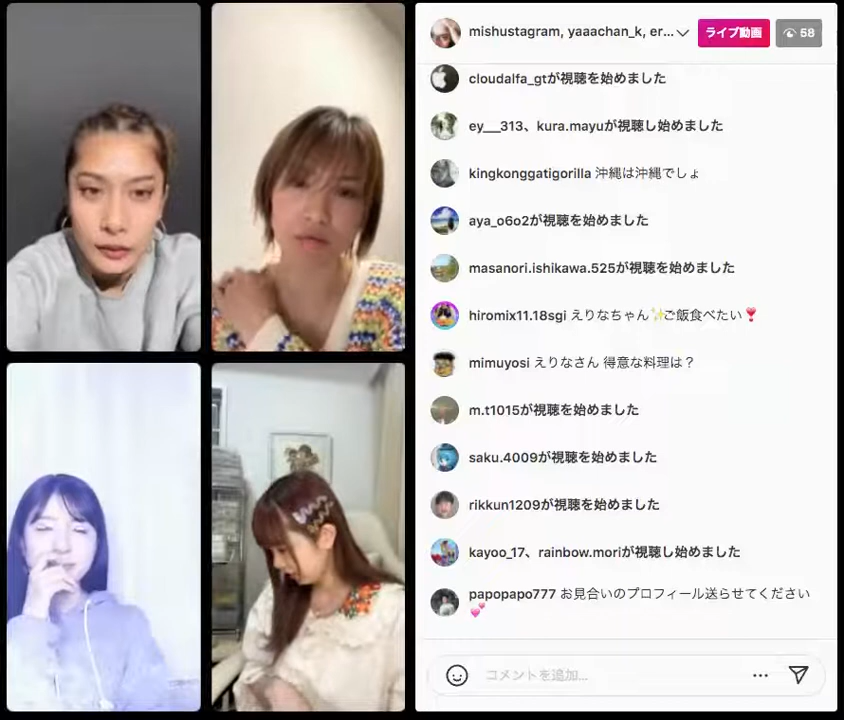 mishustagram, yaaachan_k, er...
ライブ動画
58
cloudalfa_gtが視聴を始めました
ey___313、kura.mayuが視聴し始めました
kingkonggatigorilla 沖縄は沖縄でしょ
aya_o6o2が視聴を始めました
masanori.ishikawa.525が視聴を始めました
hiromix11.18sgi えりなちゃん✨ご飯食べたい❣️
mimuyosi えりなさん 得意な料理は？
m.t1015が視聴を始めました
saku.4009が視聴を始めました
rikkun1209が視聴を始めました
kayoo_17、rainbow.moriが視聴し始めました
papopapo777 お見合いのプロフィール送らせてください
💕
コメントを追加...